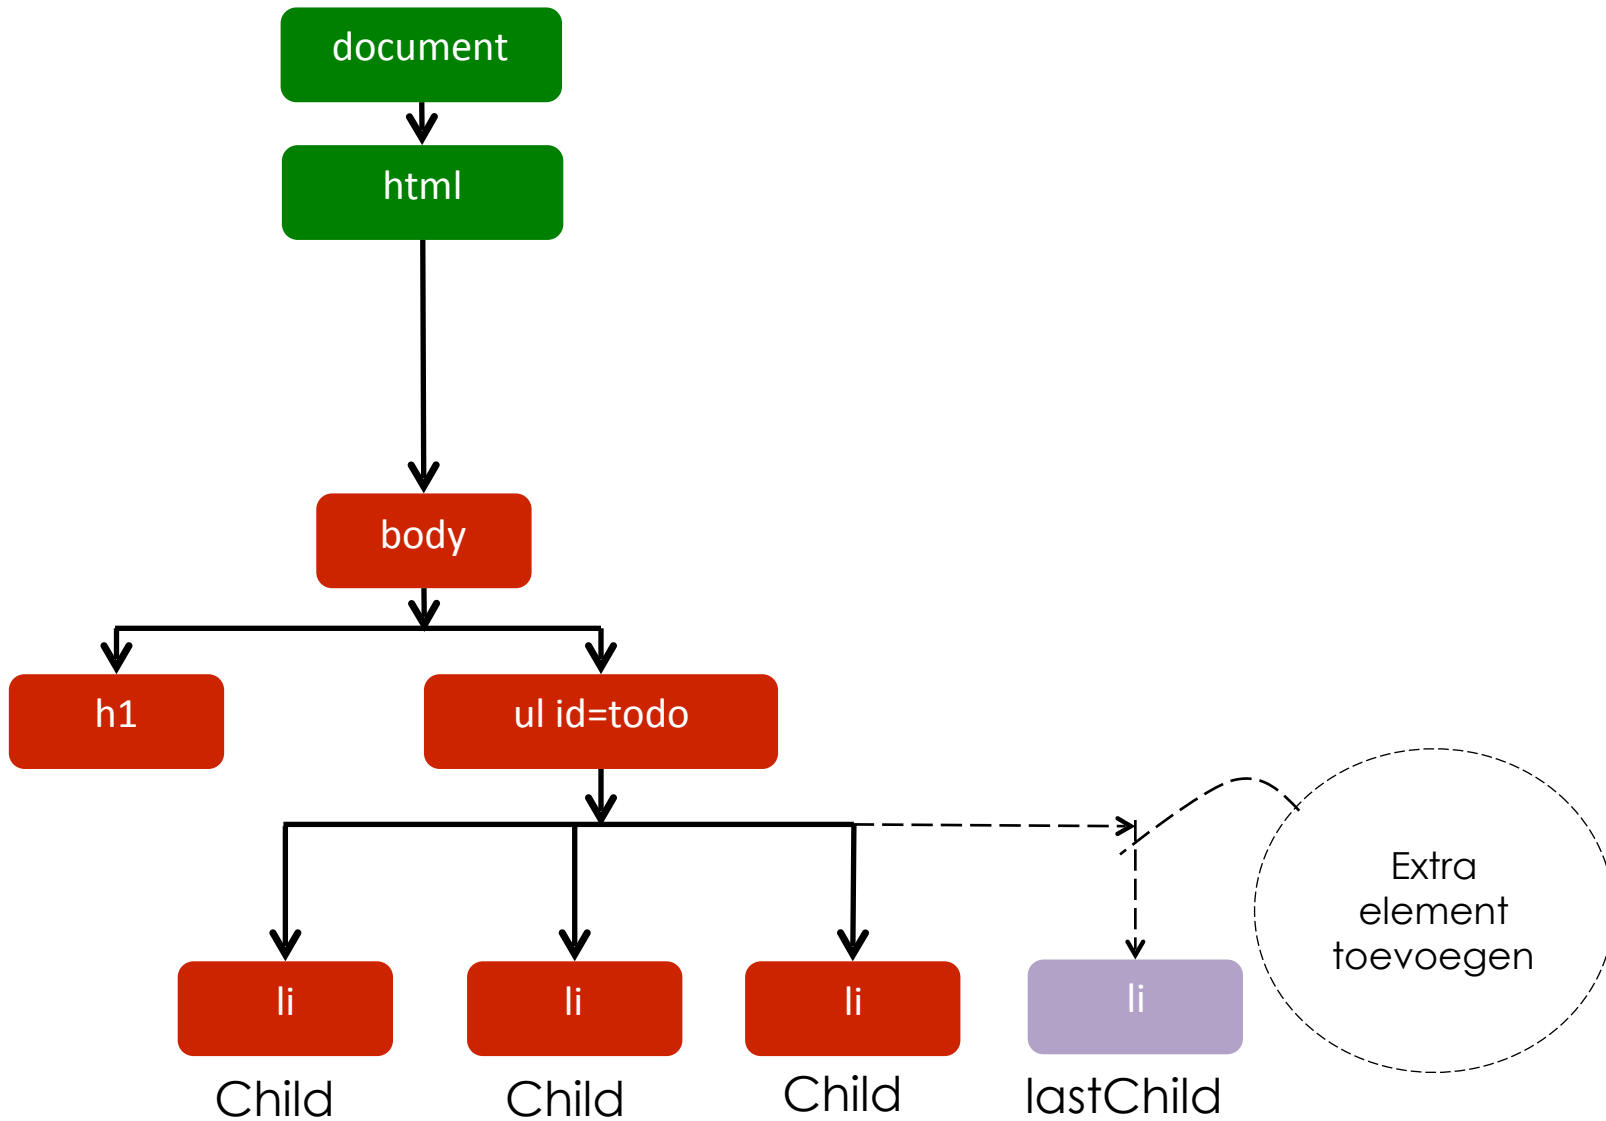 document
html
body
h1
ul id=todo
Extra
element
toevoegen
li
li
li
li
Child
Child
Child
lastChild